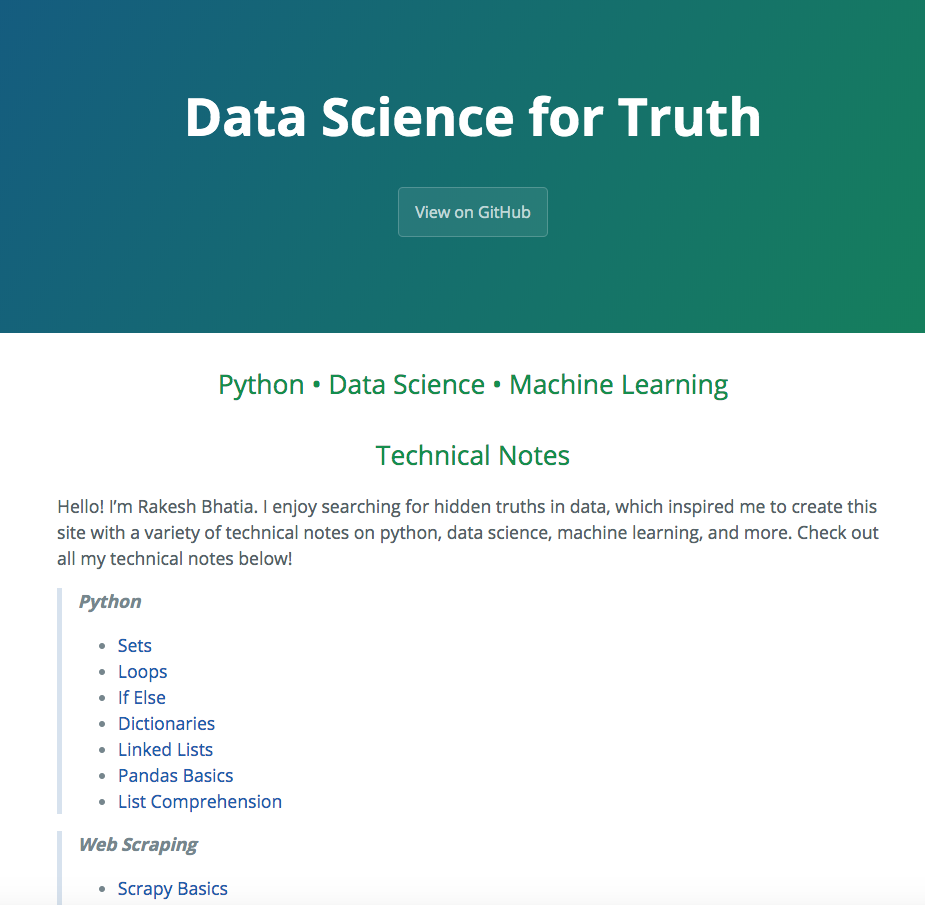 Data Science for Truth
View on GitHub
Python • Data Science • Machine Learning
Technical Notes
Hello! I’m Rakesh Bhatia. I enjoy searching for hidden truths in data, which inspired me to create this
site with a variety of technical notes on python, data science, machine learning, and more. Check out
all my technical notes below!
Python
• Sets
• Loops
• If Else
• Dictionaries
• Linked Lists
• Pandas Basics
• List Comprehension
Web Scraping
• Scrapy Basics